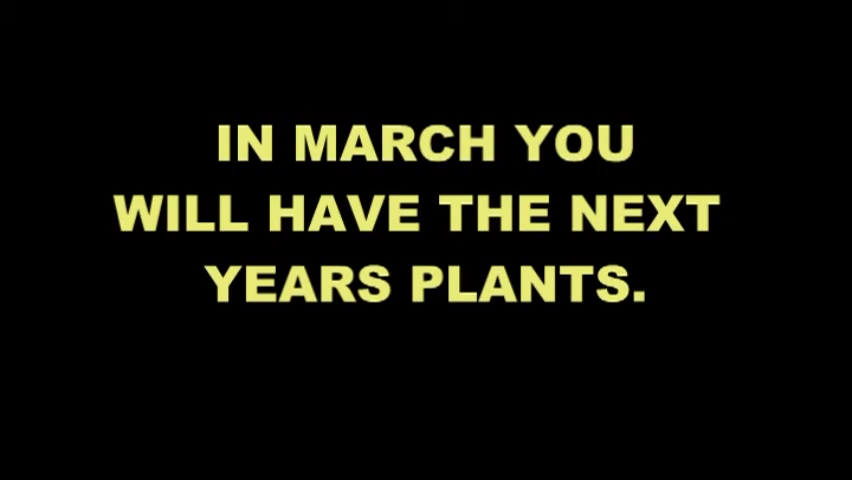 IN MARCH YOU
WILL HAVE THE NEXT
YEARS PLANTS.